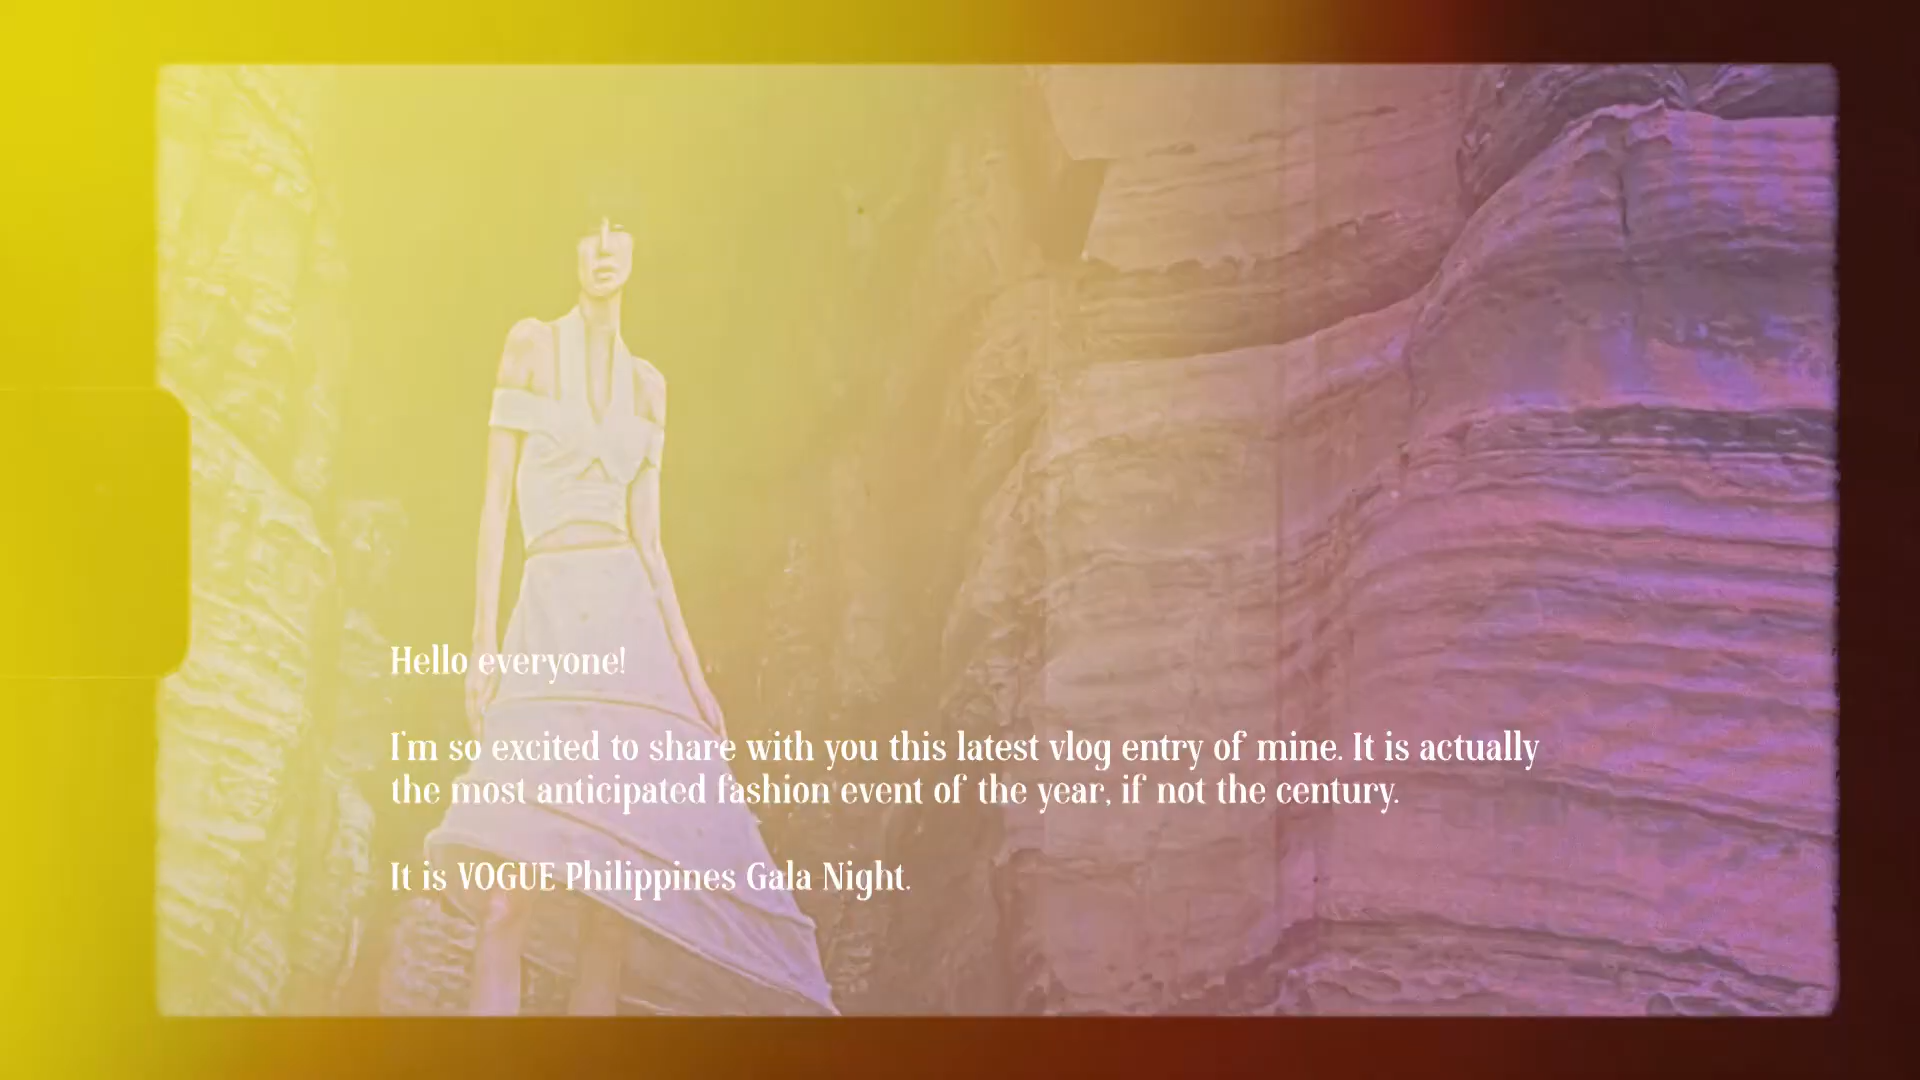 Hello everyone!
I'm so excited to share with you this latest vlog entry of mine. It is actually
the most anticipated fashion event of the year, if not the century.
It is VOGUE Philippines Gala Night.